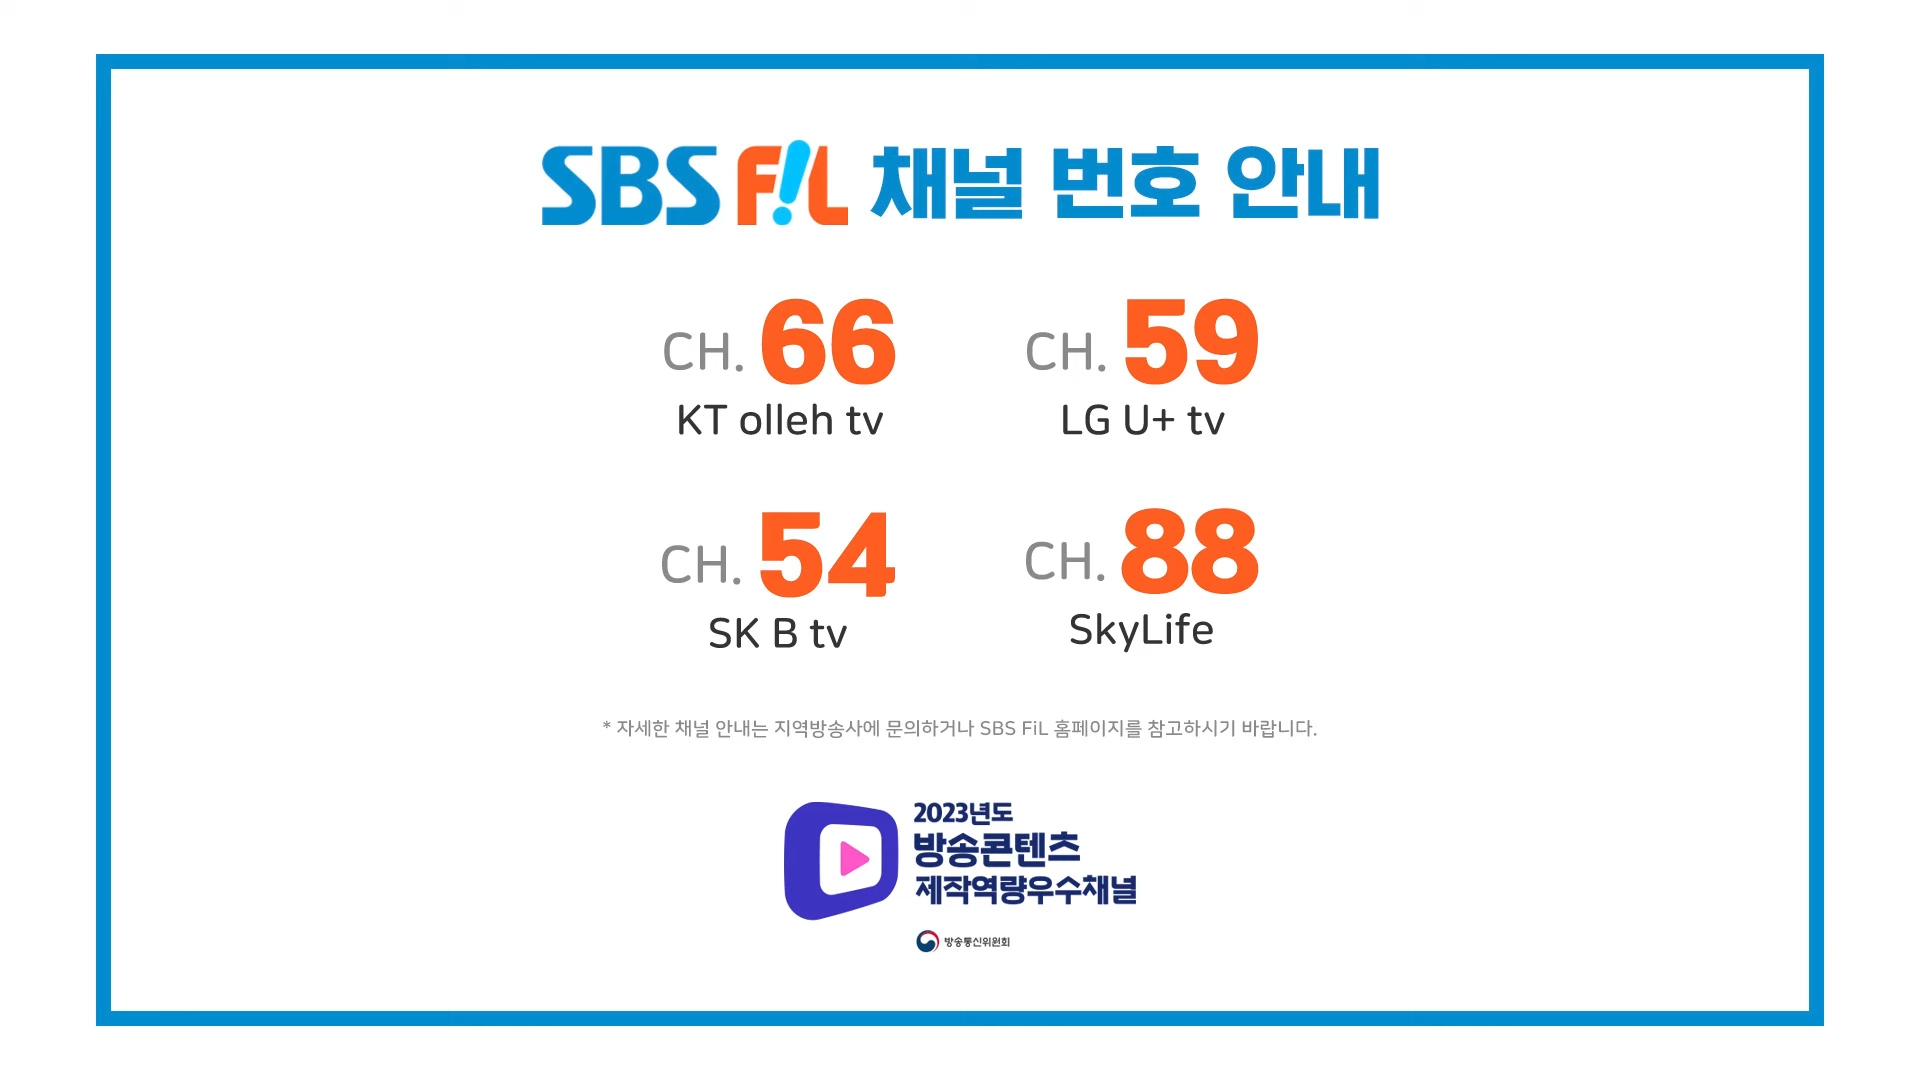 SBS F!L 채널 번호 안내
CH. 66
KT olleh tv
CH. 59
LG U+ tv
CH. 54
SK B tv
CH. 88
SkyLife
* 자세한 채널 안내는 지역방송사에 문의하거나 SBS FiL 홈페이지를 참고하시기 바랍니다.
2023년도
방송콘텐츠
제작역량우수채널
방송통신위원회